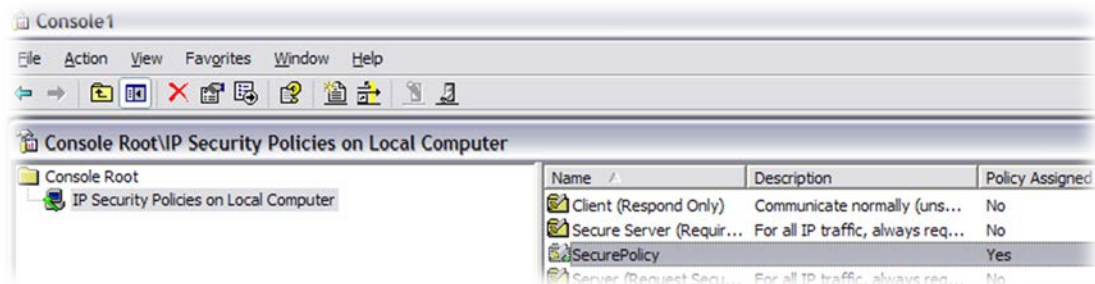 Console1
File Action View Favorites Window Help
Console Root\IP Security Policies on Local Computer
Console Root
IP Security Policies on Local Computer
Name Description Policy Assigned
Client (Respond Only) Communicate normally (uns... No
Secure Server (Requir... For all IP traffic, always req... No
SecurePolicy Yes
Server (Request Secu... For all IP traffic, always req... No